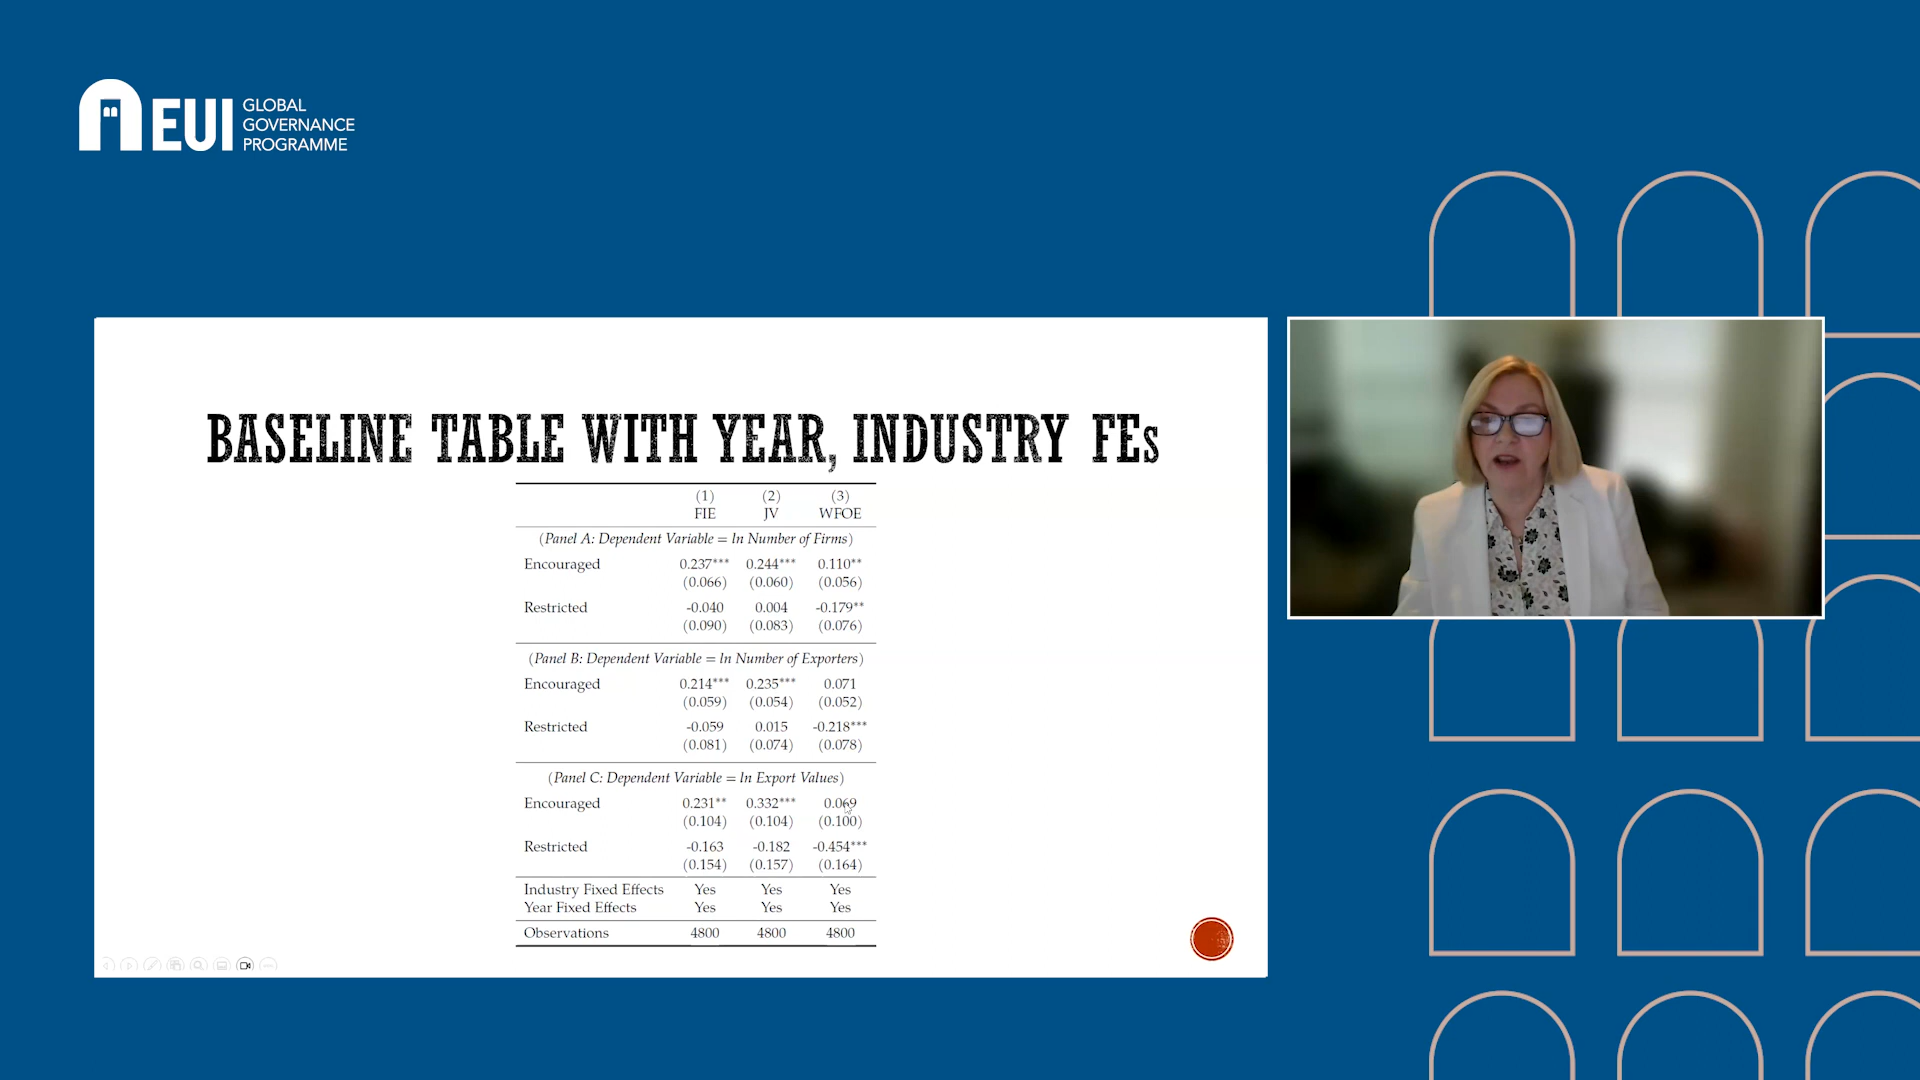 EUI
GLOBAL
GOVERNANCE
PROGRAMME
BASELINE TABLE WITH YEAR, INDUSTRY FEs
(1) (2) (3)
FIE JV WFOE
(Panel A: Dependent Variable = ln Number of Firms)
Encouraged 0.237*** 0.244*** 0.110**
(0.066) (0.060) (0.056)
Restricted -0.040 0.004 -0.179**
(0.090) (0.083) (0.076)
(Panel B: Dependent Variable = ln Number of Exporters)
Encouraged 0.214*** 0.235*** 0.071
(0.059) (0.054) (0.052)
Restricted -0.059 0.015 -0.218***
(0.081) (0.074) (0.078)
(Panel C: Dependent Variable = ln Export Values)
Encouraged 0.231** 0.332*** 0.069
(0.104) (0.104) (0.100)
Restricted -0.163 -0.182 -0.454***
(0.154) (0.157) (0.164)
Industry Fixed Effects Yes Yes Yes
Year Fixed Effects Yes Yes Yes
Observations 4800 4800 4800